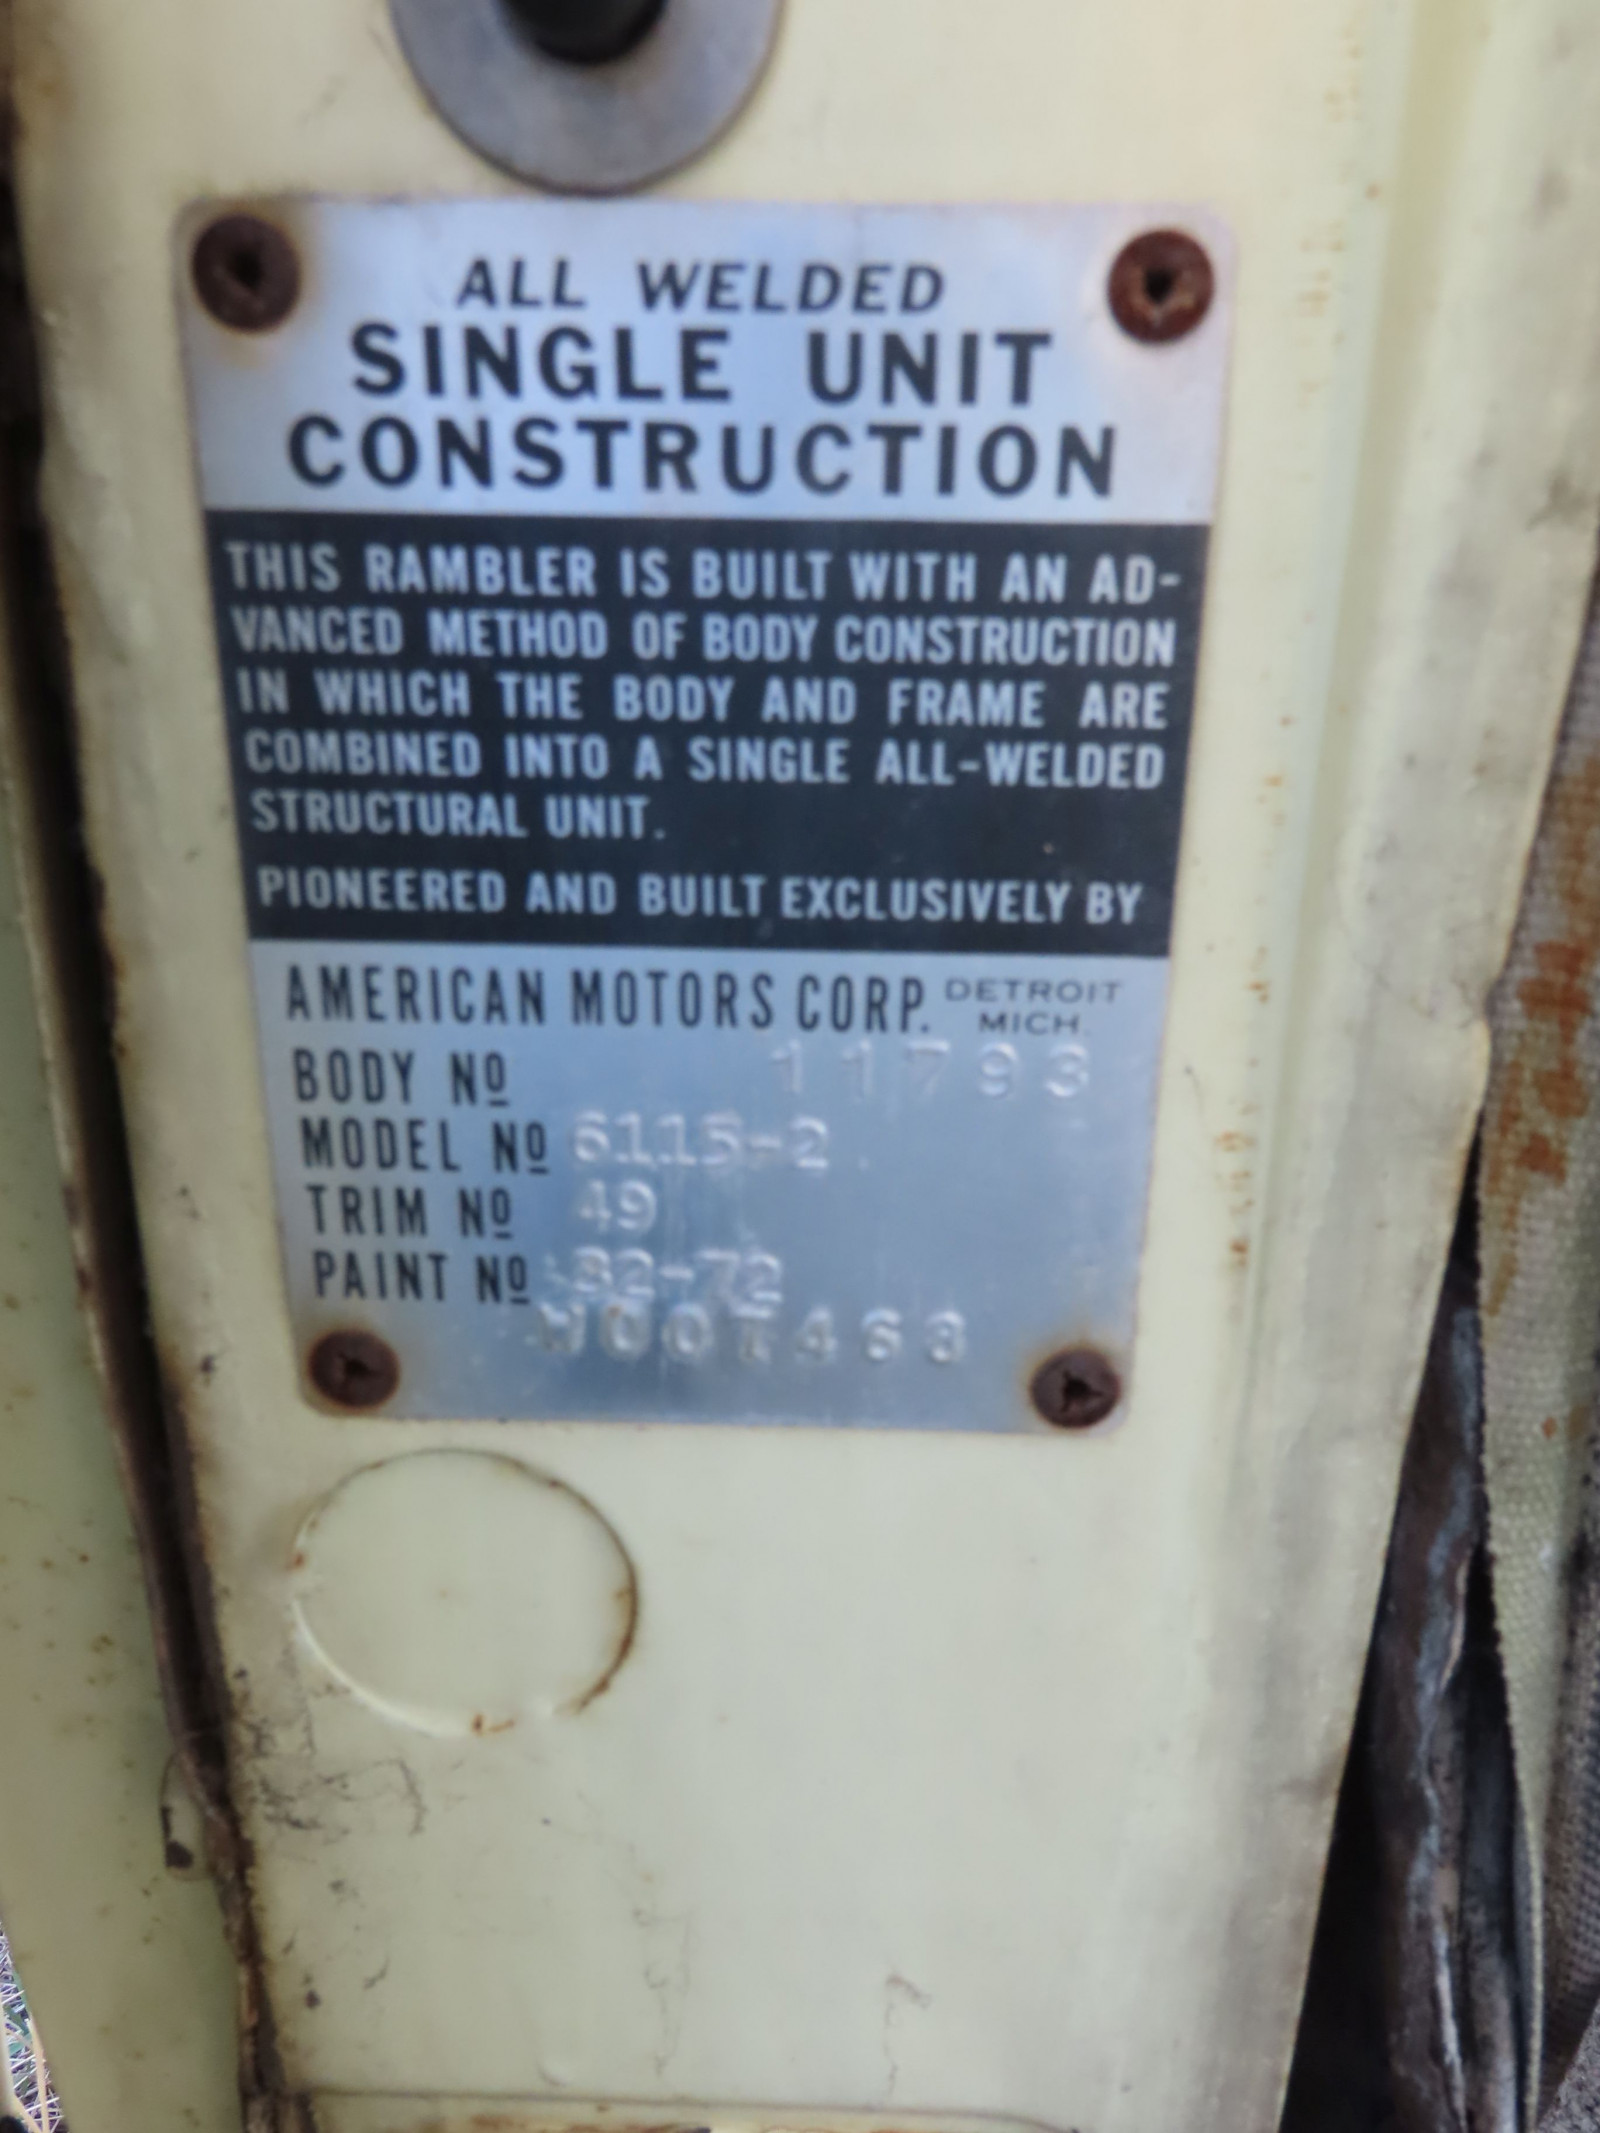 ALL WELDED
SINGLE UNIT
CONSTRUCTION
THIS RAMBLER IS BUILT WITH AN AD-
VANCED METHOD OF BODY CONSTRUCTION
IN WHICH THE BODY AND FRAME ARE
COMBINED INTO A SINGLE ALL-WELDED
STRUCTURAL UNIT.
PIONEERED AND BUILT EXCLUSIVELY BY
AMERICAN MOTORS CORP. DETROIT
MICH.
BODY Nº 11793
MODEL Nº 6115-2
TRIM Nº 49
PAINT Nº 32-72